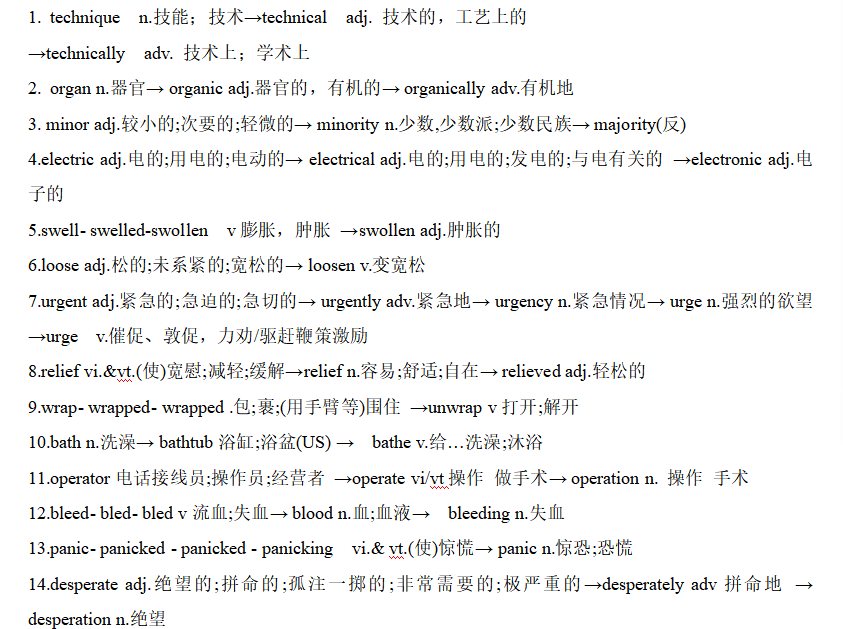 1. technique n.技能；技术→technical adj. 技术的，工艺上的
→technically adv. 技术上；学术上
2. organ n.器官→ organic adj.器官的，有机的→ organically adv.有机地
3. minor adj.较小的;次要的;轻微的→ minority n.少数,少数派;少数民族→ majority(反)
4.electric adj.电的;用电的;电动的→ electrical adj.电的;用电的;发电的;与电有关的 →electronic adj.电
子的
5.swell- swelled-swollen v 膨胀，肿胀 →swollen adj.肿胀的
6.loose adj.松的;未系紧的;宽松的→ loosen v.变宽松
7.urgent adj.紧急的;急迫的;急切的→ urgently adv.紧急地→ urgency n.紧急情况→ urge n.强烈的欲望
→urge v.催促、敦促，力劝/驱赶鞭策激励
8.relief vi.&vt.(使)宽慰;减轻;缓解→relief n.容易;舒适;自在→ relieved adj.轻松的
9.wrap- wrapped- wrapped .包;裹;(用手臂等)围住 →unwrap v 打开;解开
10.bath n.洗澡→ bathtub 浴缸;浴盆(US) → bathe v.给…洗澡;沐浴
11.operator 电话接线员;操作员;经营者 →operate vi/vt 操作 做手术→ operation n. 操作 手术
12.bleed- bled- bled v 流血;失血→ blood n.血;血液→ bleeding n.失血
13.panic- panicked - panicked - panicking vi.& vt.(使)惊慌→ panic n.惊恐;恐慌
14.desperate adj.绝望的;拼命的;孤注一掷的;非常需要的;极严重的→desperately adv 拼命地 →
desperation n.绝望